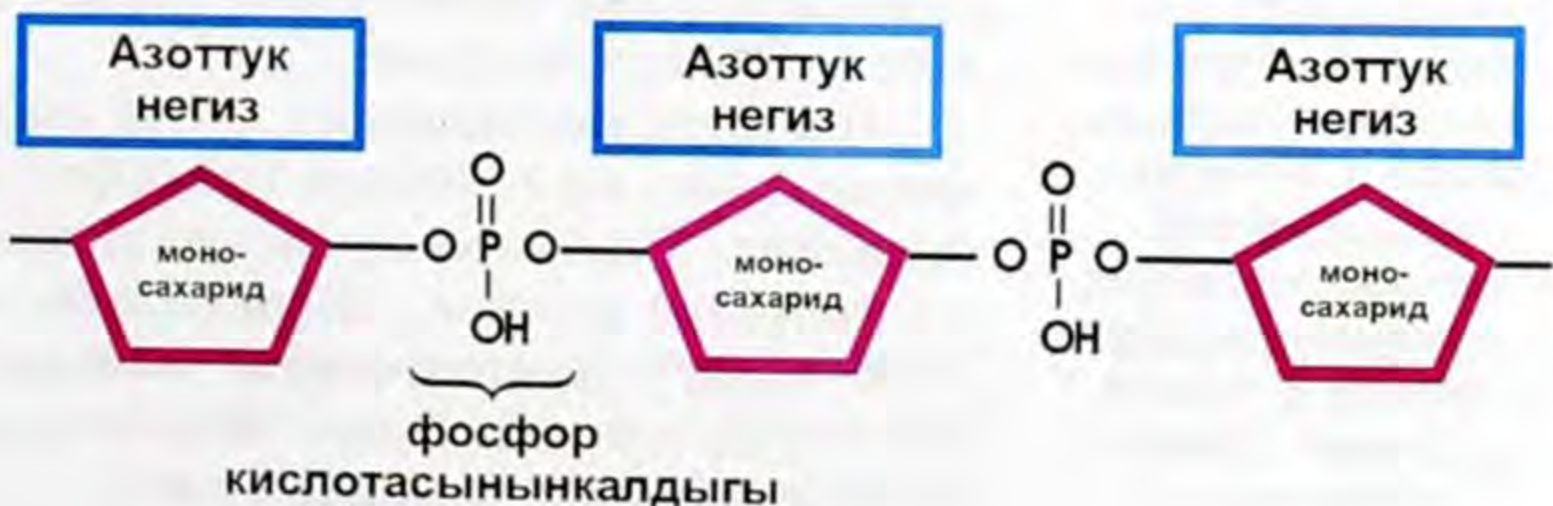 Азоттук
негиз
Азоттук
негиз
Азоттук
негиз
моно-
сахарид
O
P
O
O
OH
моно-
сахарид
O
P
O
O
OH
моно-
сахарид
фосфор
кислотасынынкалдыгы